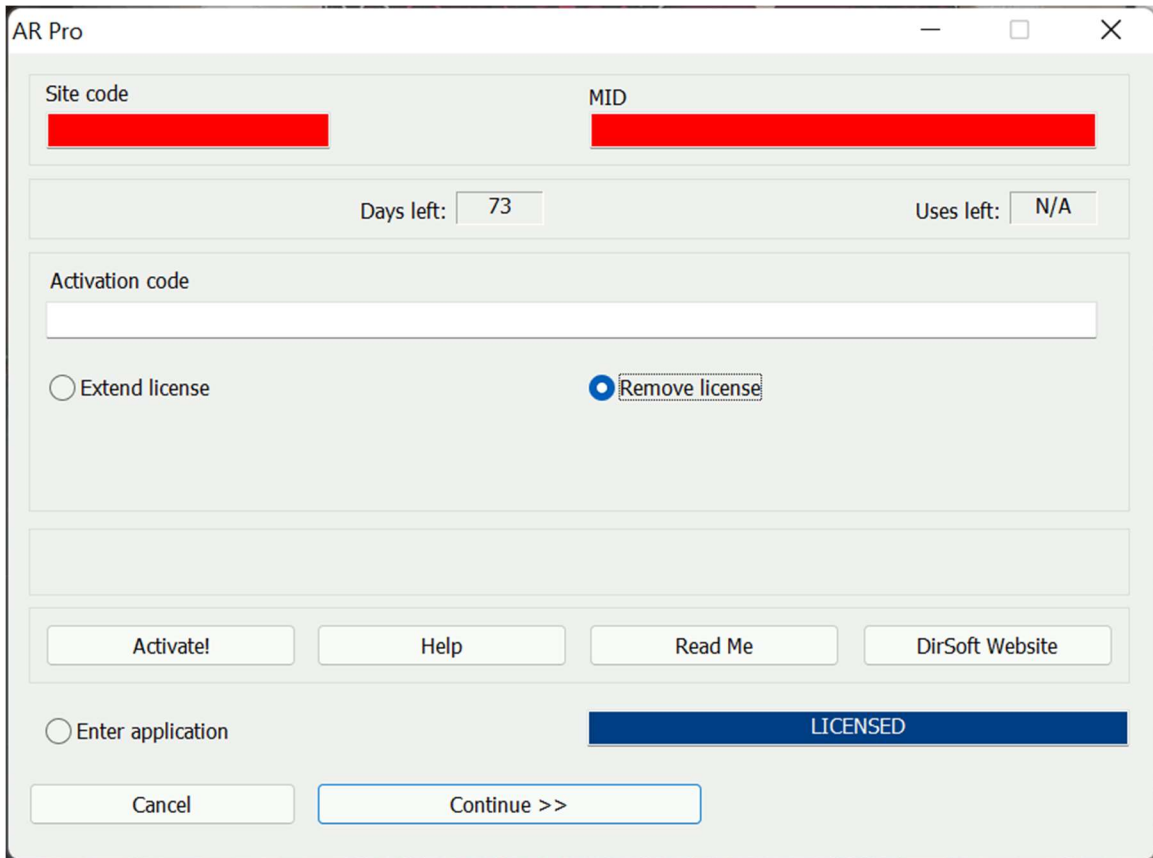 AR Pro
Site code
MID
Days left: 73
Uses left: N/A
Activation code
Extend license
Remove license
Activate!
Help
Read Me
DirSoft Website
Enter application
LICENSED
Cancel
Continue >>